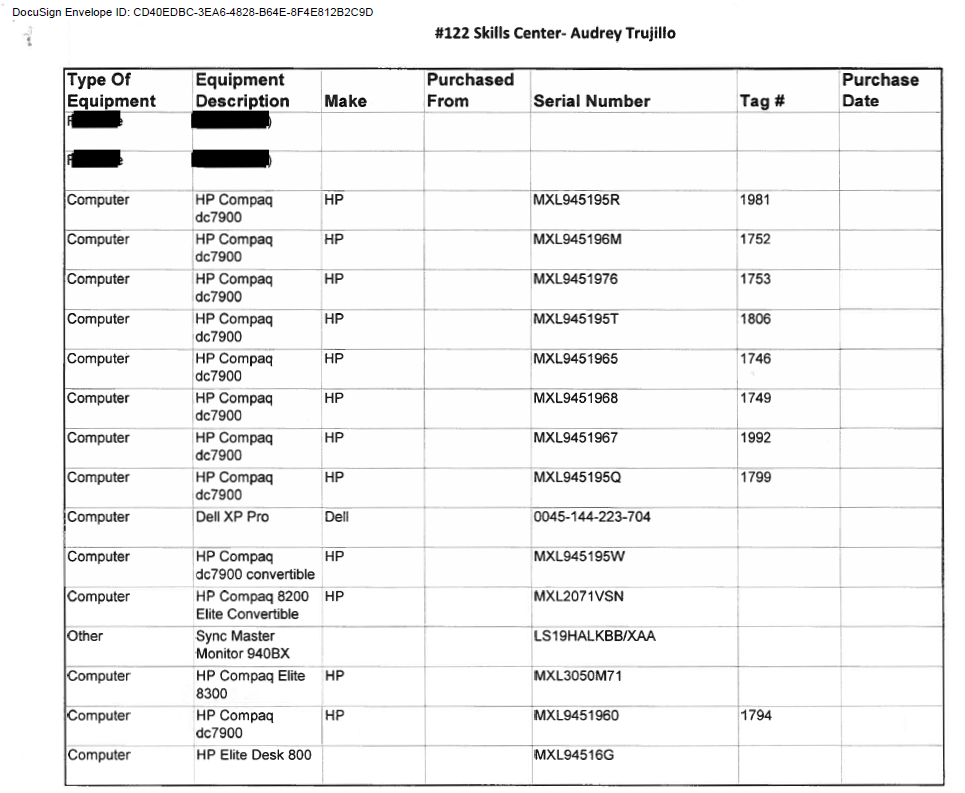 DocuSign Envelope ID: CD40EDBC-3EA6-4828-B64E-8F4E812B2C9D
#122 Skills Center- Audrey Trujillo
Type Of Equipment Equipment Description Make Purchased From Serial Number Tag # Purchase Date
Computer HP Compaq dc7900 HP MXL945195R 1981
Computer HP Compaq dc7900 HP MXL945196M 1752
Computer HP Compaq dc7900 HP MXL9451976 1753
Computer HP Compaq dc7900 HP MXL945195T 1806
Computer HP Compaq dc7900 HP MXL9451965 1746
Computer HP Compaq dc7900 HP MXL9451968 1749
Computer HP Compaq dc7900 HP MXL9451967 1992
Computer HP Compaq dc7900 HP MXL945195Q 1799
Computer Dell XP Pro Dell 0045-144-223-704
Computer HP Compaq dc7900 convertible HP MXL945195W
Computer HP Compaq 8200 Elite Convertible HP MXL2071VSN
Other Sync Master Monitor 940BX LS19HALKBB/XAA
Computer HP Compaq Elite 8300 HP MXL3050M71
Computer HP Compaq dc7900 HP MXL9451960 1794
Computer HP Elite Desk 800 MXL94516G